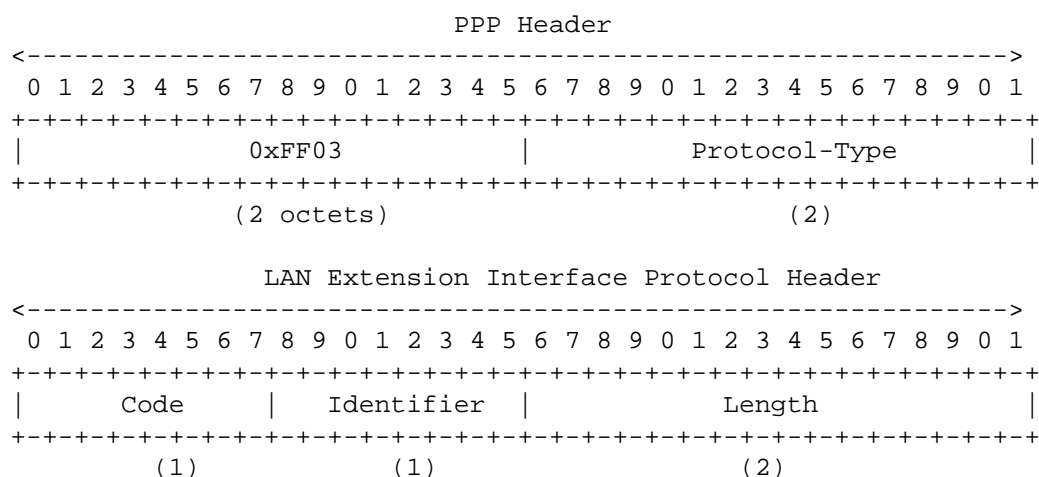 PPP Header
<-------------------------------------------------------------->
 0 1 2 3 4 5 6 7 8 9 0 1 2 3 4 5 6 7 8 9 0 1 2 3 4 5 6 7 8 9 0 1
+-+-+-+-+-+-+-+-+-+-+-+-+-+-+-+-+-+-+-+-+-+-+-+-+-+-+-+-+-+-+-+-+
|              0xFF03            |          Protocol-Type         |
+-+-+-+-+-+-+-+-+-+-+-+-+-+-+-+-+-+-+-+-+-+-+-+-+-+-+-+-+-+-+-+-+
              (2 octets)                         (2)
                LAN Extension Interface Protocol Header
<-------------------------------------------------------------->
 0 1 2 3 4 5 6 7 8 9 0 1 2 3 4 5 6 7 8 9 0 1 2 3 4 5 6 7 8 9 0 1
+-+-+-+-+-+-+-+-+-+-+-+-+-+-+-+-+-+-+-+-+-+-+-+-+-+-+-+-+-+-+-+-+
|      Code      |   Identifier  |            Length             |
+-+-+-+-+-+-+-+-+-+-+-+-+-+-+-+-+-+-+-+-+-+-+-+-+-+-+-+-+-+-+-+-+
         (1)            (1)                   (2)